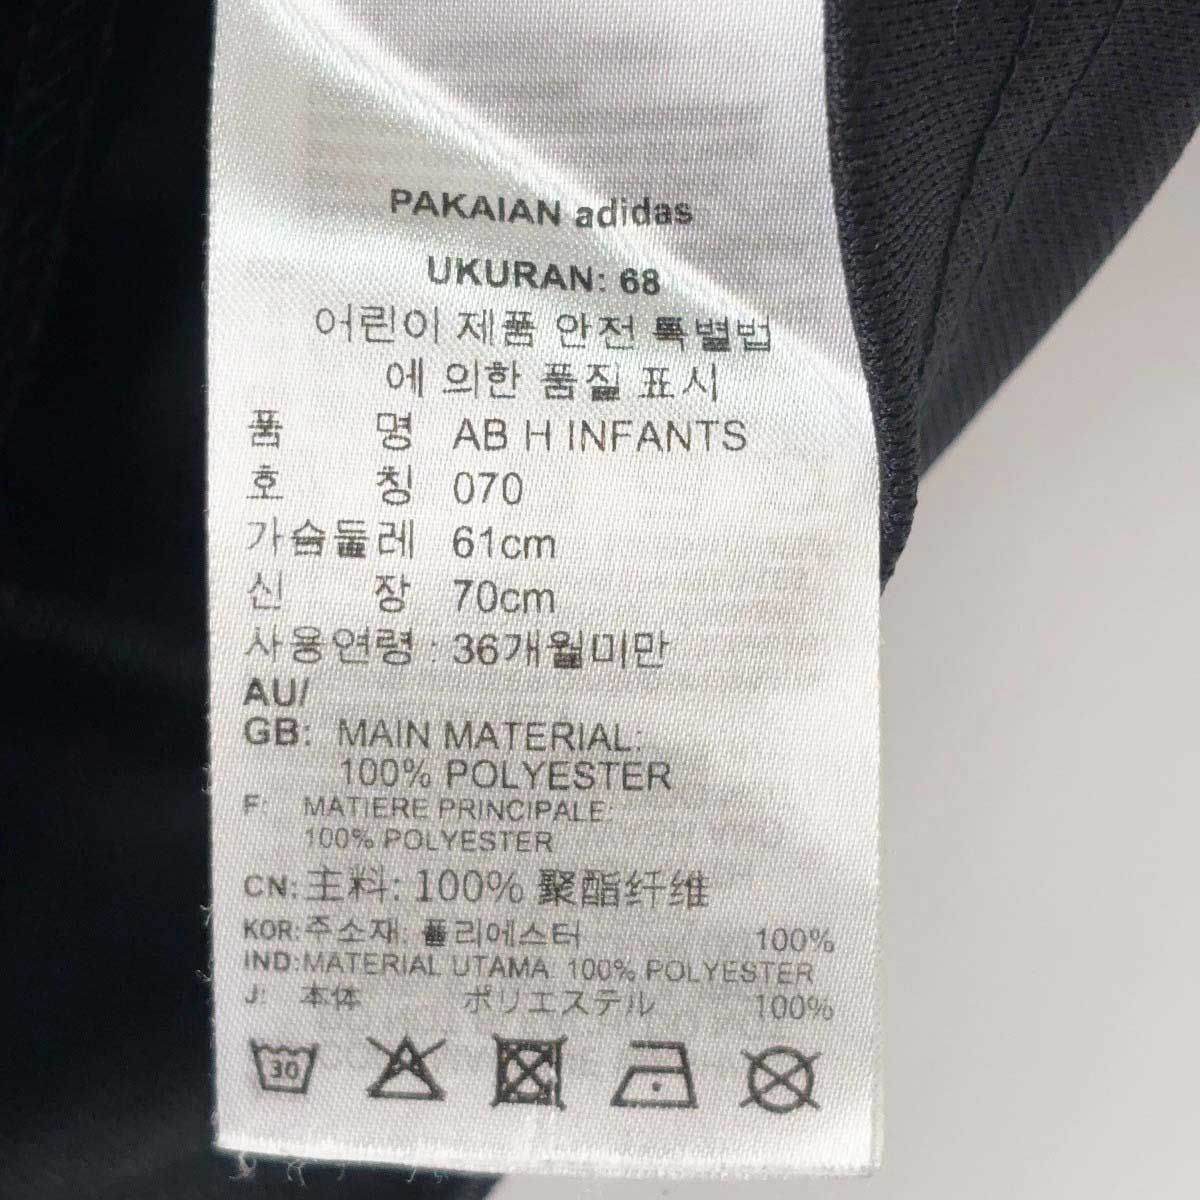 PAKAIAN adidas
UKURAN: 68
어린이 제품 안전 특별법
에 의한 품질 표시
품 명 AB H INFANTS
호 칭 070
가슴둘레 61cm
신 장 70cm
사용연령 : 36개월미만
AU/
GB: MAIN MATERIAL:
100% POLYESTER
F: MATIERE PRINCIPALE:
100% POLYESTER
CN: 主料: 100% 聚酯纤维
KOR: 주소재: 폴리에스터 100%
IND: MATERIAL UTAMA: 100% POLYESTER
J: 本体 ポリエステル 100%
30